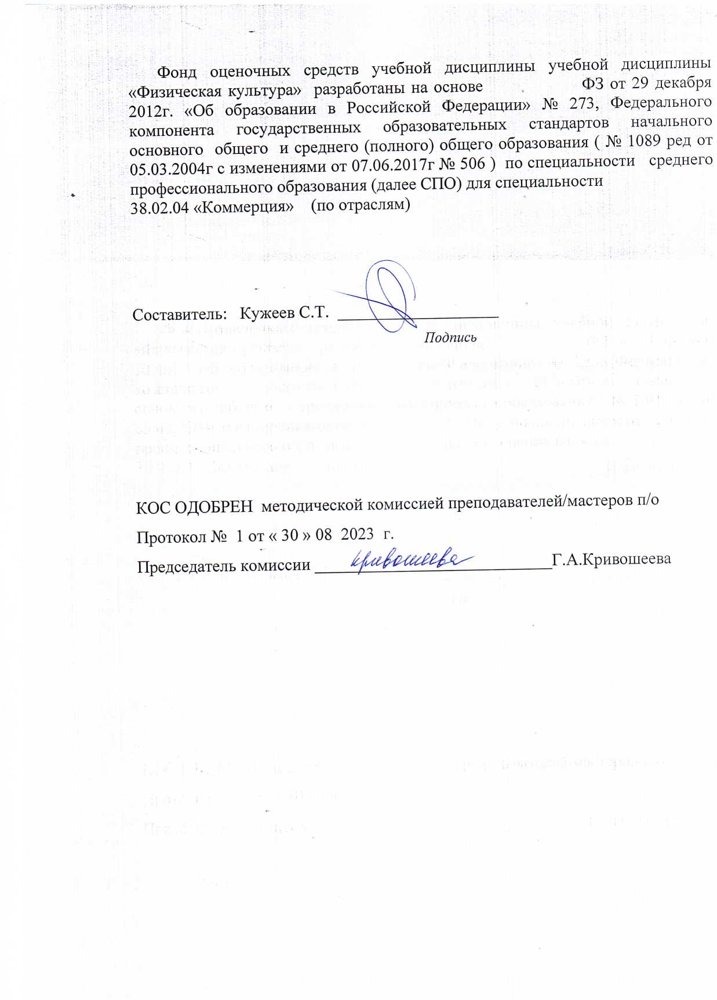 Фонд оценочных средств учебной дисциплины учебной дисциплины
«Физическая культура» разработаны на основе ФЗ от 29 декабря
2012г. «Об образовании в Российской Федерации» № 273, Федерального
компонента государственных образовательных стандартов начального
основного общего и среднего (полного) общего образования ( № 1089 ред от
05.03.2004г с изменениями от 07.06.2017г № 506 ) по специальности среднего
профессионального образования (далее СПО) для специальности
38.02.04 «Коммерция» (по отраслям)
Составитель: Кужеев С.Т. ____________________
Подпись
КОС ОДОБРЕН методической комиссией преподавателей/мастеров п/о
Протокол № 1 от « 30 » 08 2023 г.
Председатель комиссии Кривошеева Г.А.Кривошеева